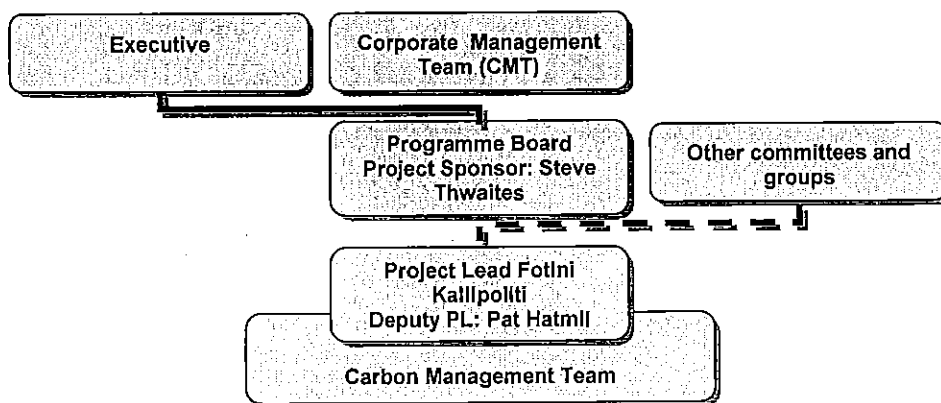 Executive
Corporate Management
Team (CMT)
Programme Board
Project Sponsor: Steve
Thwaites
Other committees and
groups
Project Lead Fotini
Kallipoliti
Deputy PL: Pat Hatmil
Carbon Management Team